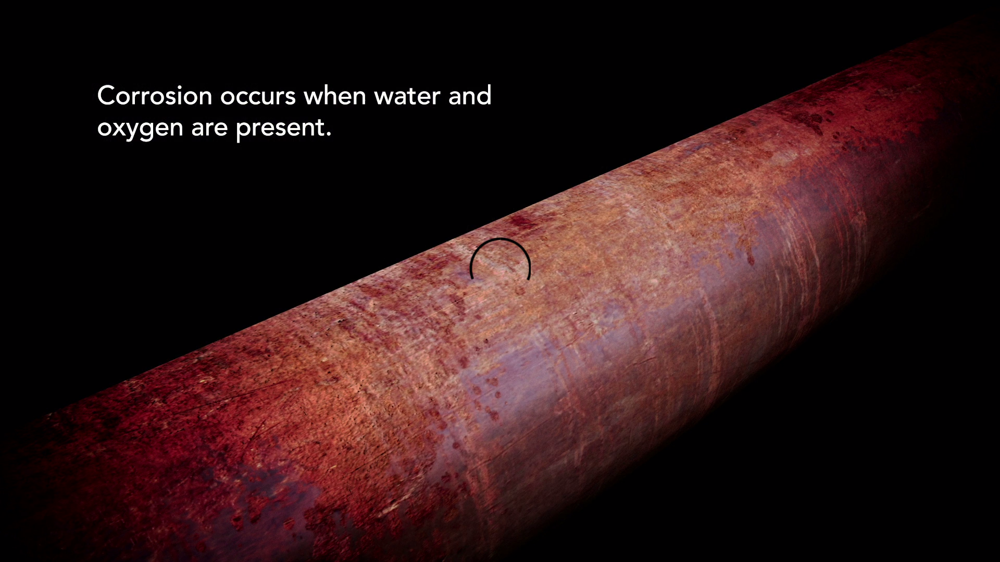 Corrosion occurs when water and
oxygen are present.